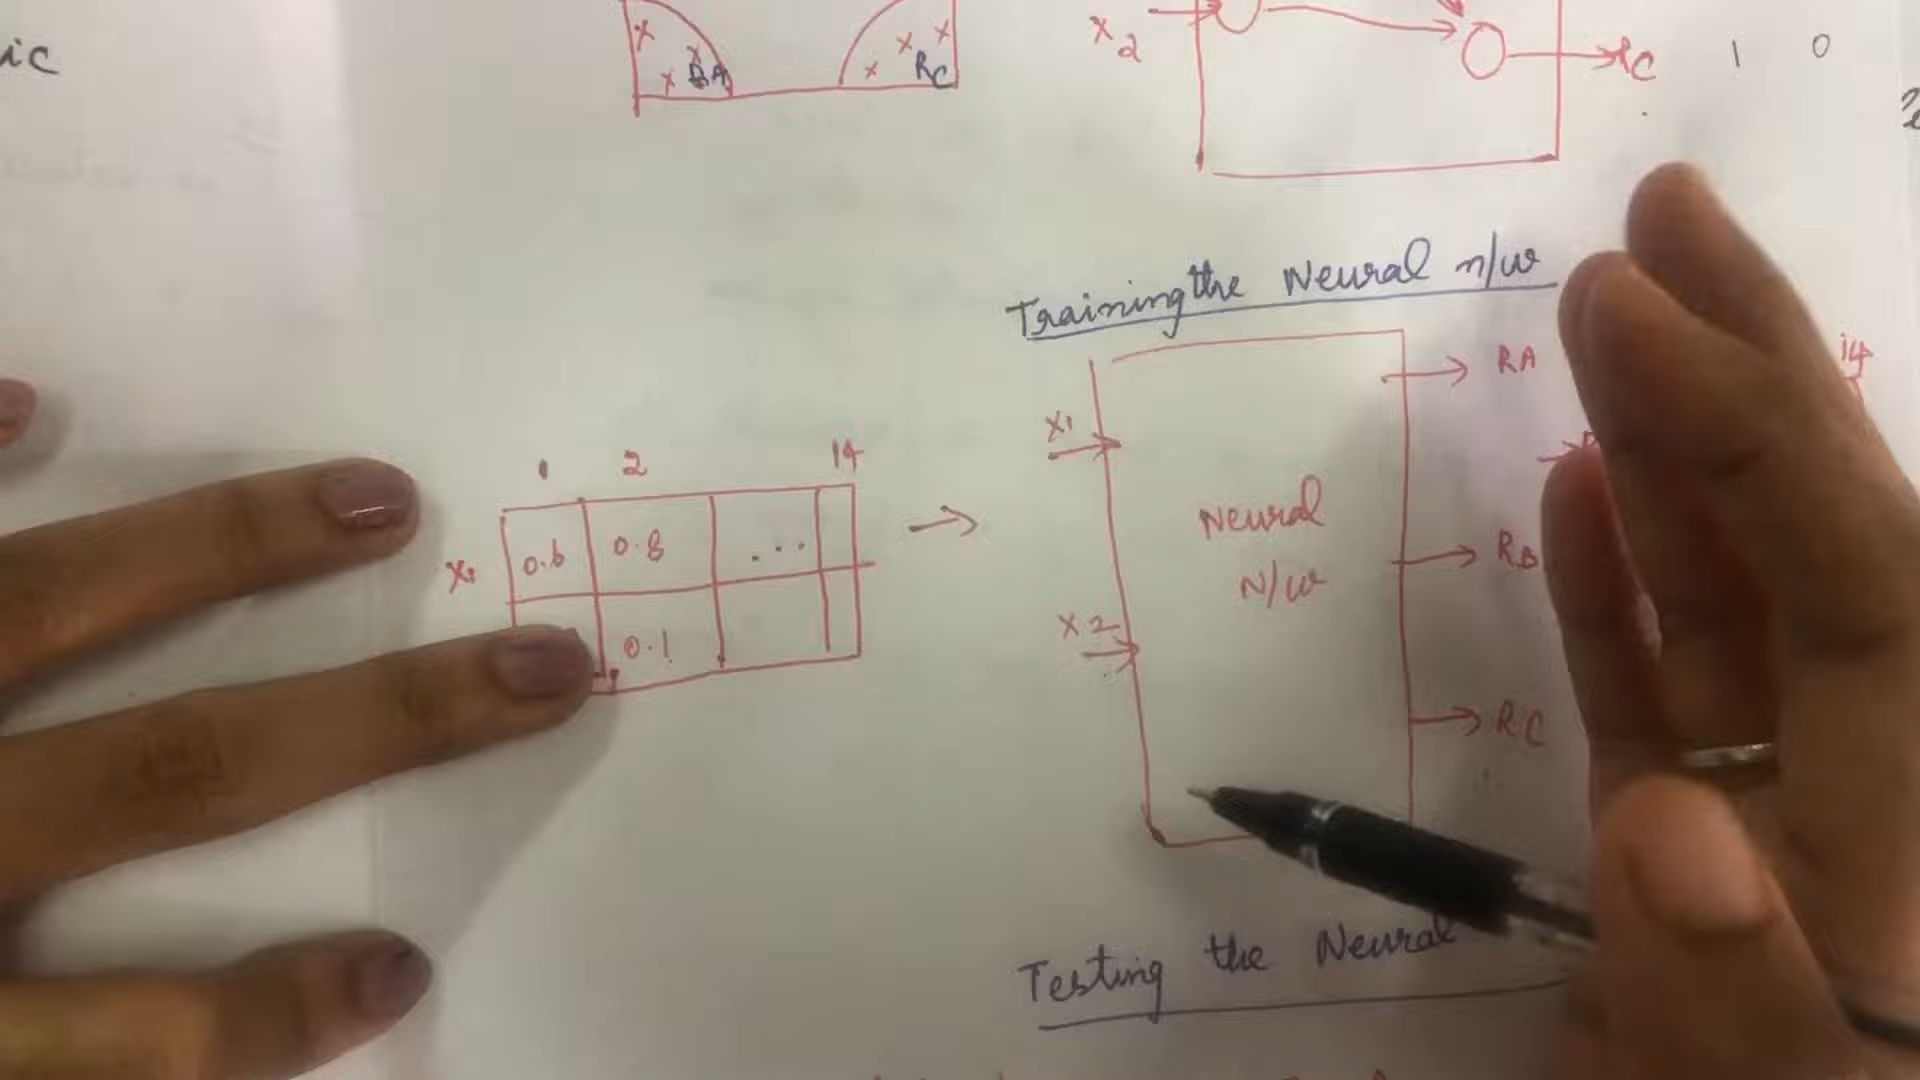 ic
x x x RA
x x x RC
x2
RC 1 0
Training the Neural n/w
1 2 14
x1 0.6 0.8 ...
0.1
x1
x2
Neural
N/w
RA
RB
RC
14
Testing the Neural